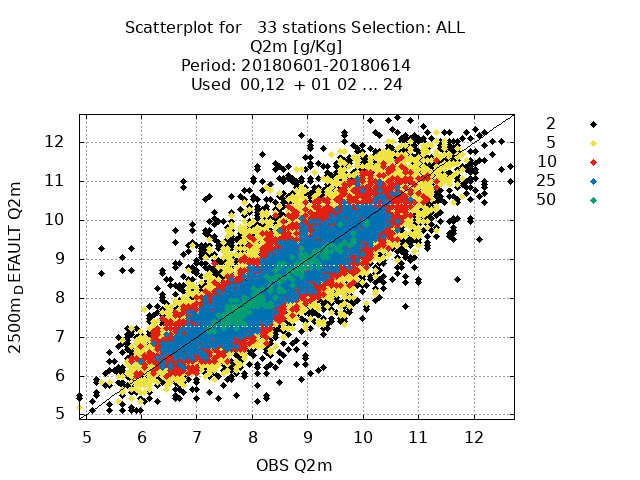 Scatterplot for 33 stations Selection: ALL
Q2m [g/Kg]
Period: 20180601-20180614
Used 00,12 + 01 02 ... 24
2
5
10
25
50
12
11
10
9
8
7
6
5
2500m_DEFAULT Q2m
5 6 7 8 9 10 11 12
OBS Q2m